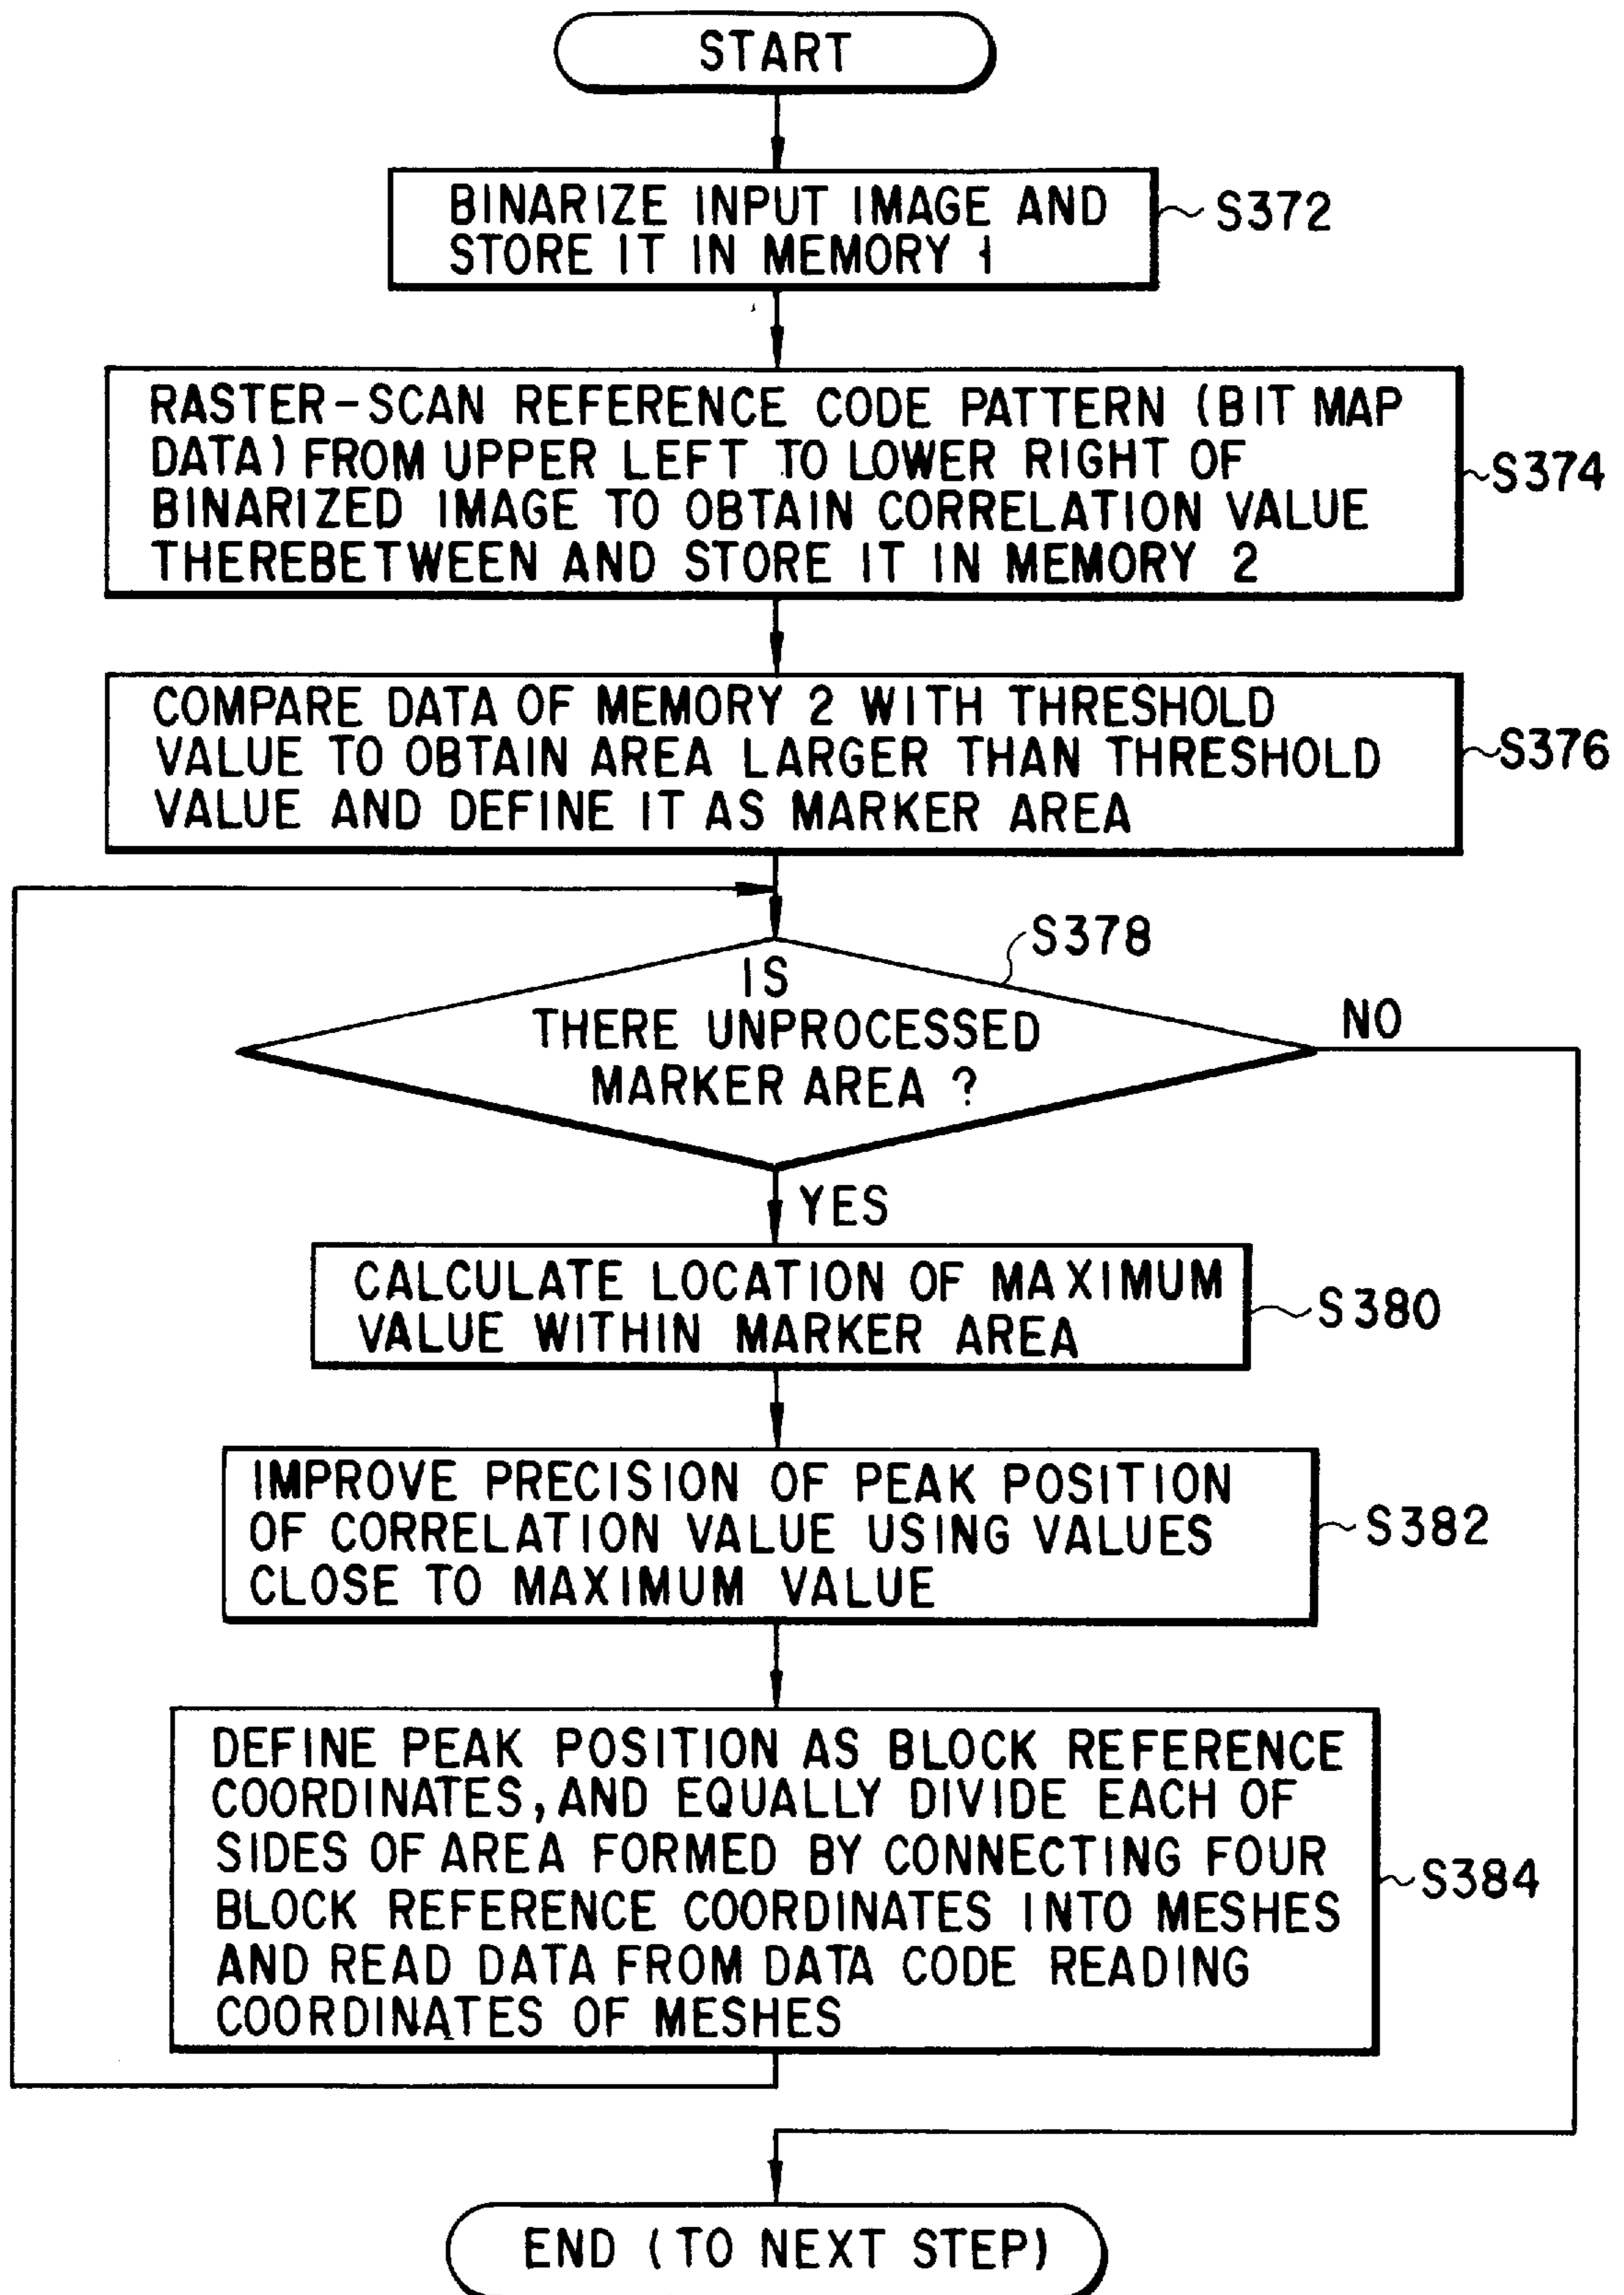 START
BINARIZE INPUT IMAGE AND
STORE IT IN MEMORY 1
S372
RASTER-SCAN REFERENCE CODE PATTERN (BIT MAP
DATA) FROM UPPER LEFT TO LOWER RIGHT OF
BINARIZED IMAGE TO OBTAIN CORRELATION VALUE
THEREBETWEEN AND STORE IT IN MEMORY 2
S374
COMPARE DATA OF MEMORY 2 WITH THRESHOLD
VALUE TO OBTAIN AREA LARGER THAN THRESHOLD
VALUE AND DEFINE IT AS MARKER AREA
S376
S378
IS
THERE UNPROCESSED
MARKER AREA ?
NO
YES
CALCULATE LOCATION OF MAXIMUM
VALUE WITHIN MARKER AREA
S380
IMPROVE PRECISION OF PEAK POSITION
OF CORRELATION VALUE USING VALUES
CLOSE TO MAXIMUM VALUE
S382
DEFINE PEAK POSITION AS BLOCK REFERENCE
COORDINATES, AND EQUALLY DIVIDE EACH OF
SIDES OF AREA FORMED BY CONNECTING FOUR
BLOCK REFERENCE COORDINATES INTO MESHES
AND READ DATA FROM DATA CODE READING
COORDINATES OF MESHES
S384
END (TO NEXT STEP)